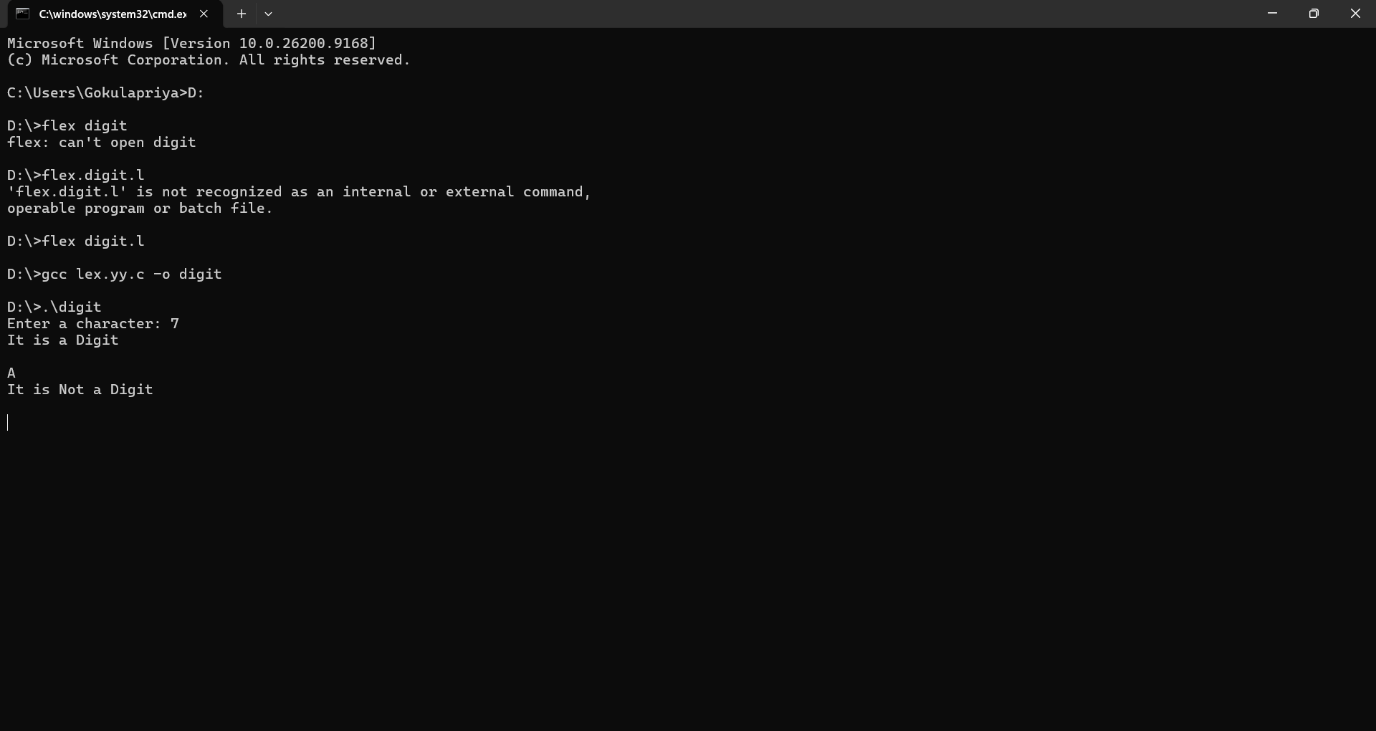 C:\windows\system32\cmd.ex
Microsoft Windows [Version 10.0.26200.9168]
(c) Microsoft Corporation. All rights reserved.
C:\Users\Gokulapriya>D:
D:\>flex digit
flex: can't open digit
D:\>flex.digit.l
'flex.digit.l' is not recognized as an internal or external command,
operable program or batch file.
D:\>flex digit.l
D:\>gcc lex.yy.c -o digit
D:\>.\digit
Enter a character: 7
It is a Digit
A
It is Not a Digit